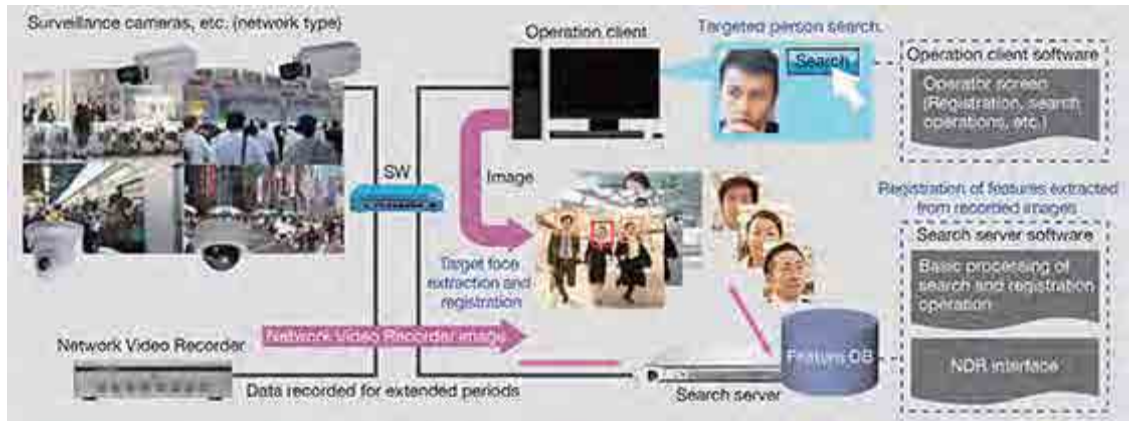 Surveillance cameras, etc. (network type)
Operation client
Targeted person search.
Search
Operation client software
Operator screen
(Registration, search
operations, etc.)
SW
Image
Registration of features extracted
from recorded images
Search server software
Target face
extraction and
registration
Basic processing of
search and registration
operation
Network Video Recorder image
Network Video Recorder
Feature DB
NDR interface
Data recorded for extended periods
Search server